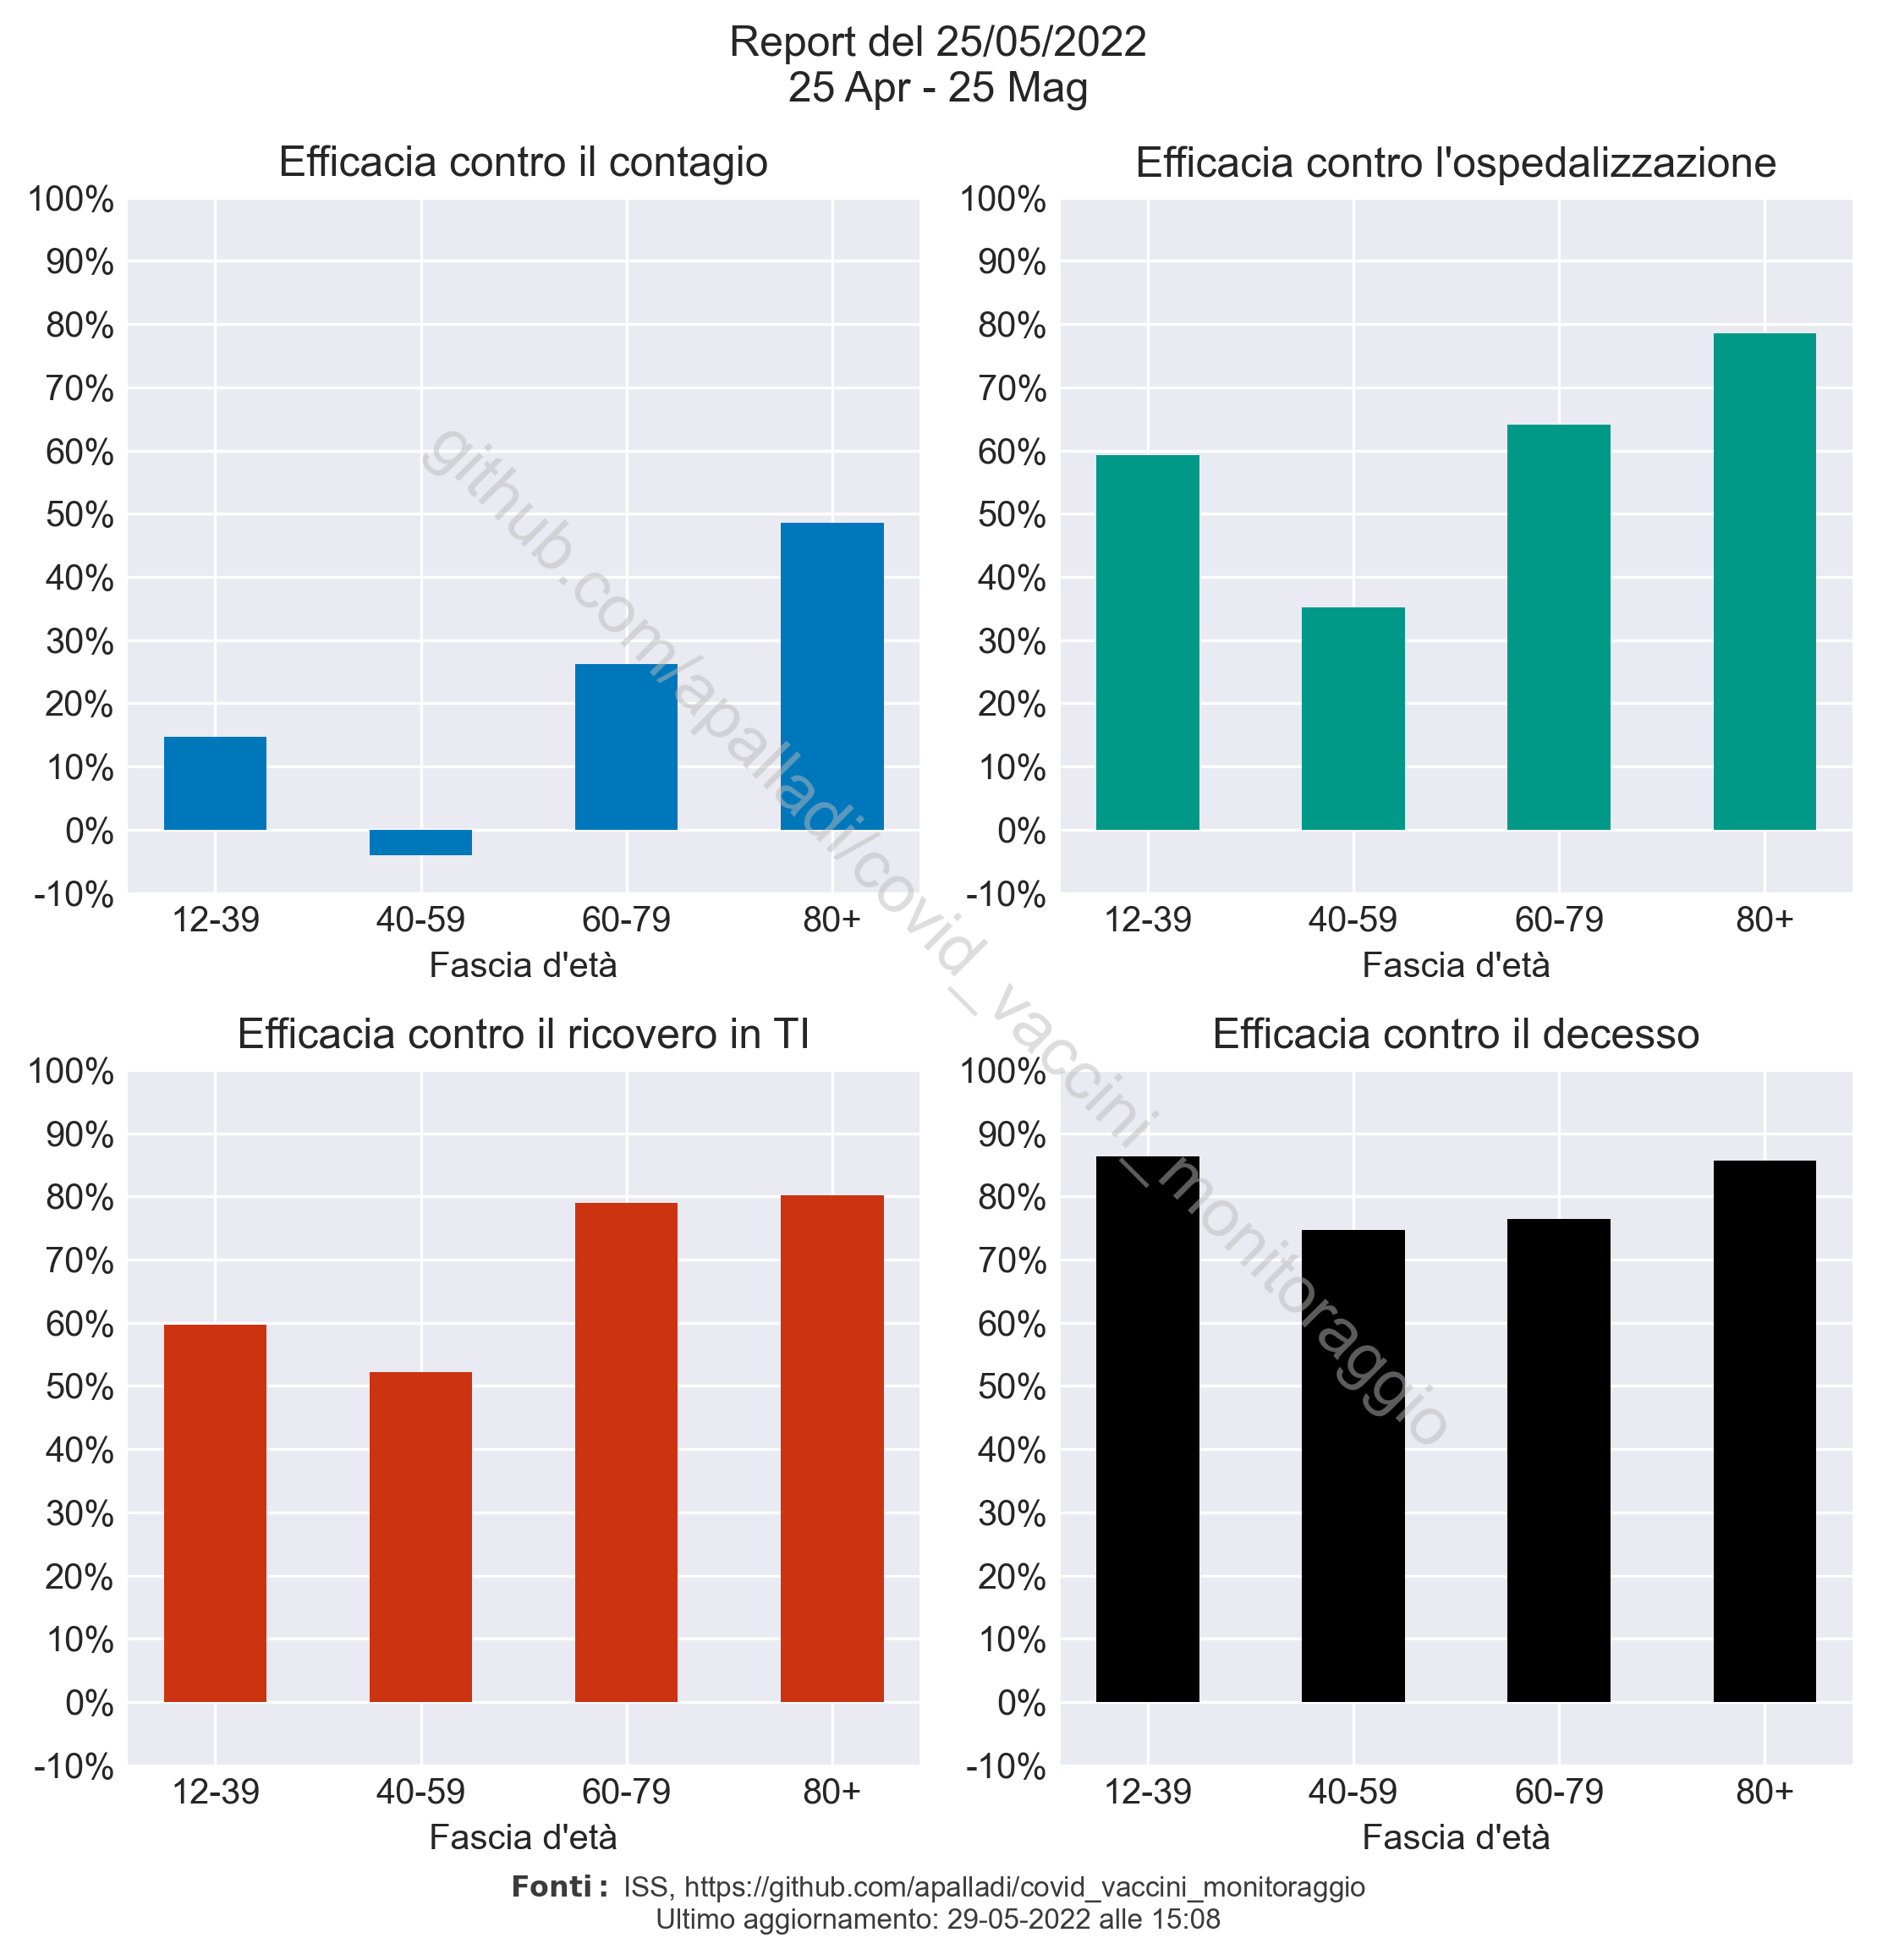 Report del 25/05/2022
25 Apr - 25 Mag
Efficacia contro il contagio
100%
90%
80%
70%
60%
50%
40%
30%
20%
10%
0%
-10%
12-39 40-59 60-79 80+
Fascia d'età
Efficacia contro l'ospedalizzazione
100%
90%
80%
70%
60%
50%
40%
30%
20%
10%
0%
-10%
12-39 40-59 60-79 80+
Fascia d'età
Efficacia contro il ricovero in TI
100%
90%
80%
70%
60%
50%
40%
30%
20%
10%
0%
-10%
12-39 40-59 60-79 80+
Fascia d'età
Efficacia contro il decesso
100%
90%
80%
70%
60%
50%
40%
30%
20%
10%
0%
-10%
12-39 40-59 60-79 80+
Fascia d'età
github.com/apalladi/covid_vaccini_monitoraggio
Fonti: ISS, https://github.com/apalladi/covid_vaccini_monitoraggio
Ultimo aggiornamento: 29-05-2022 alle 15:08